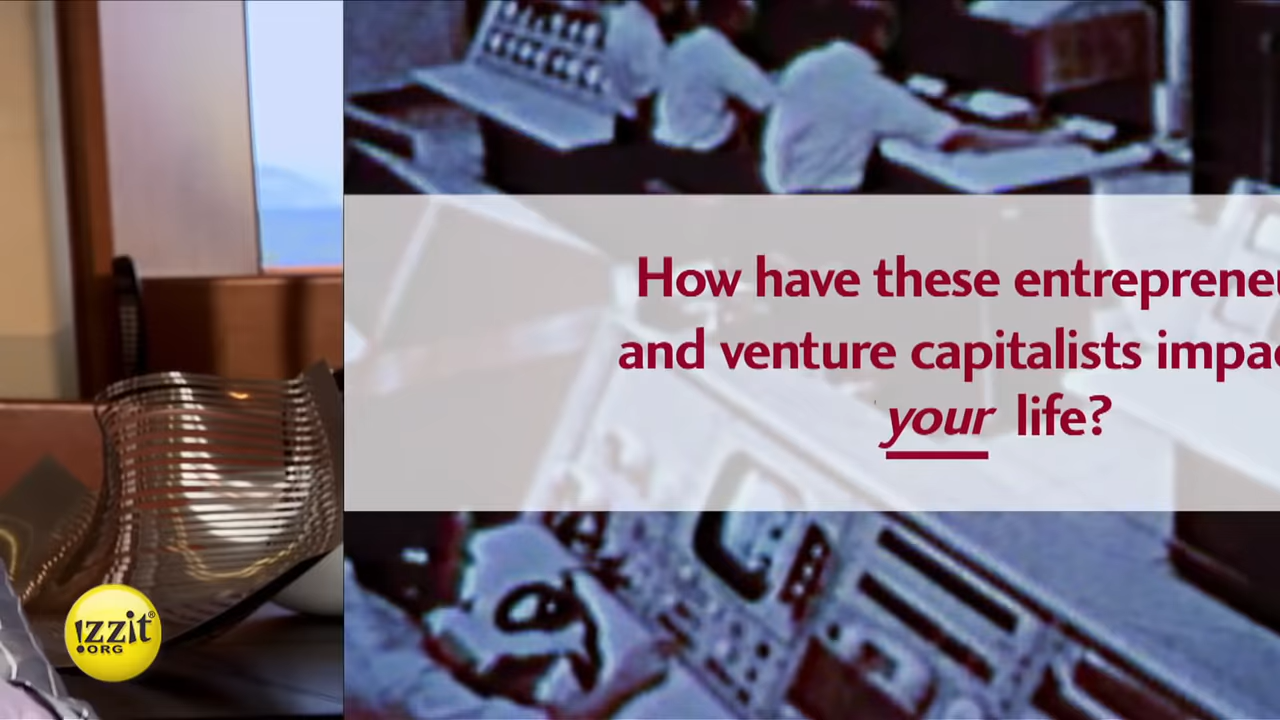 How have these entrepreneu
and venture capitalists impac
your life?
izzit®
.ORG